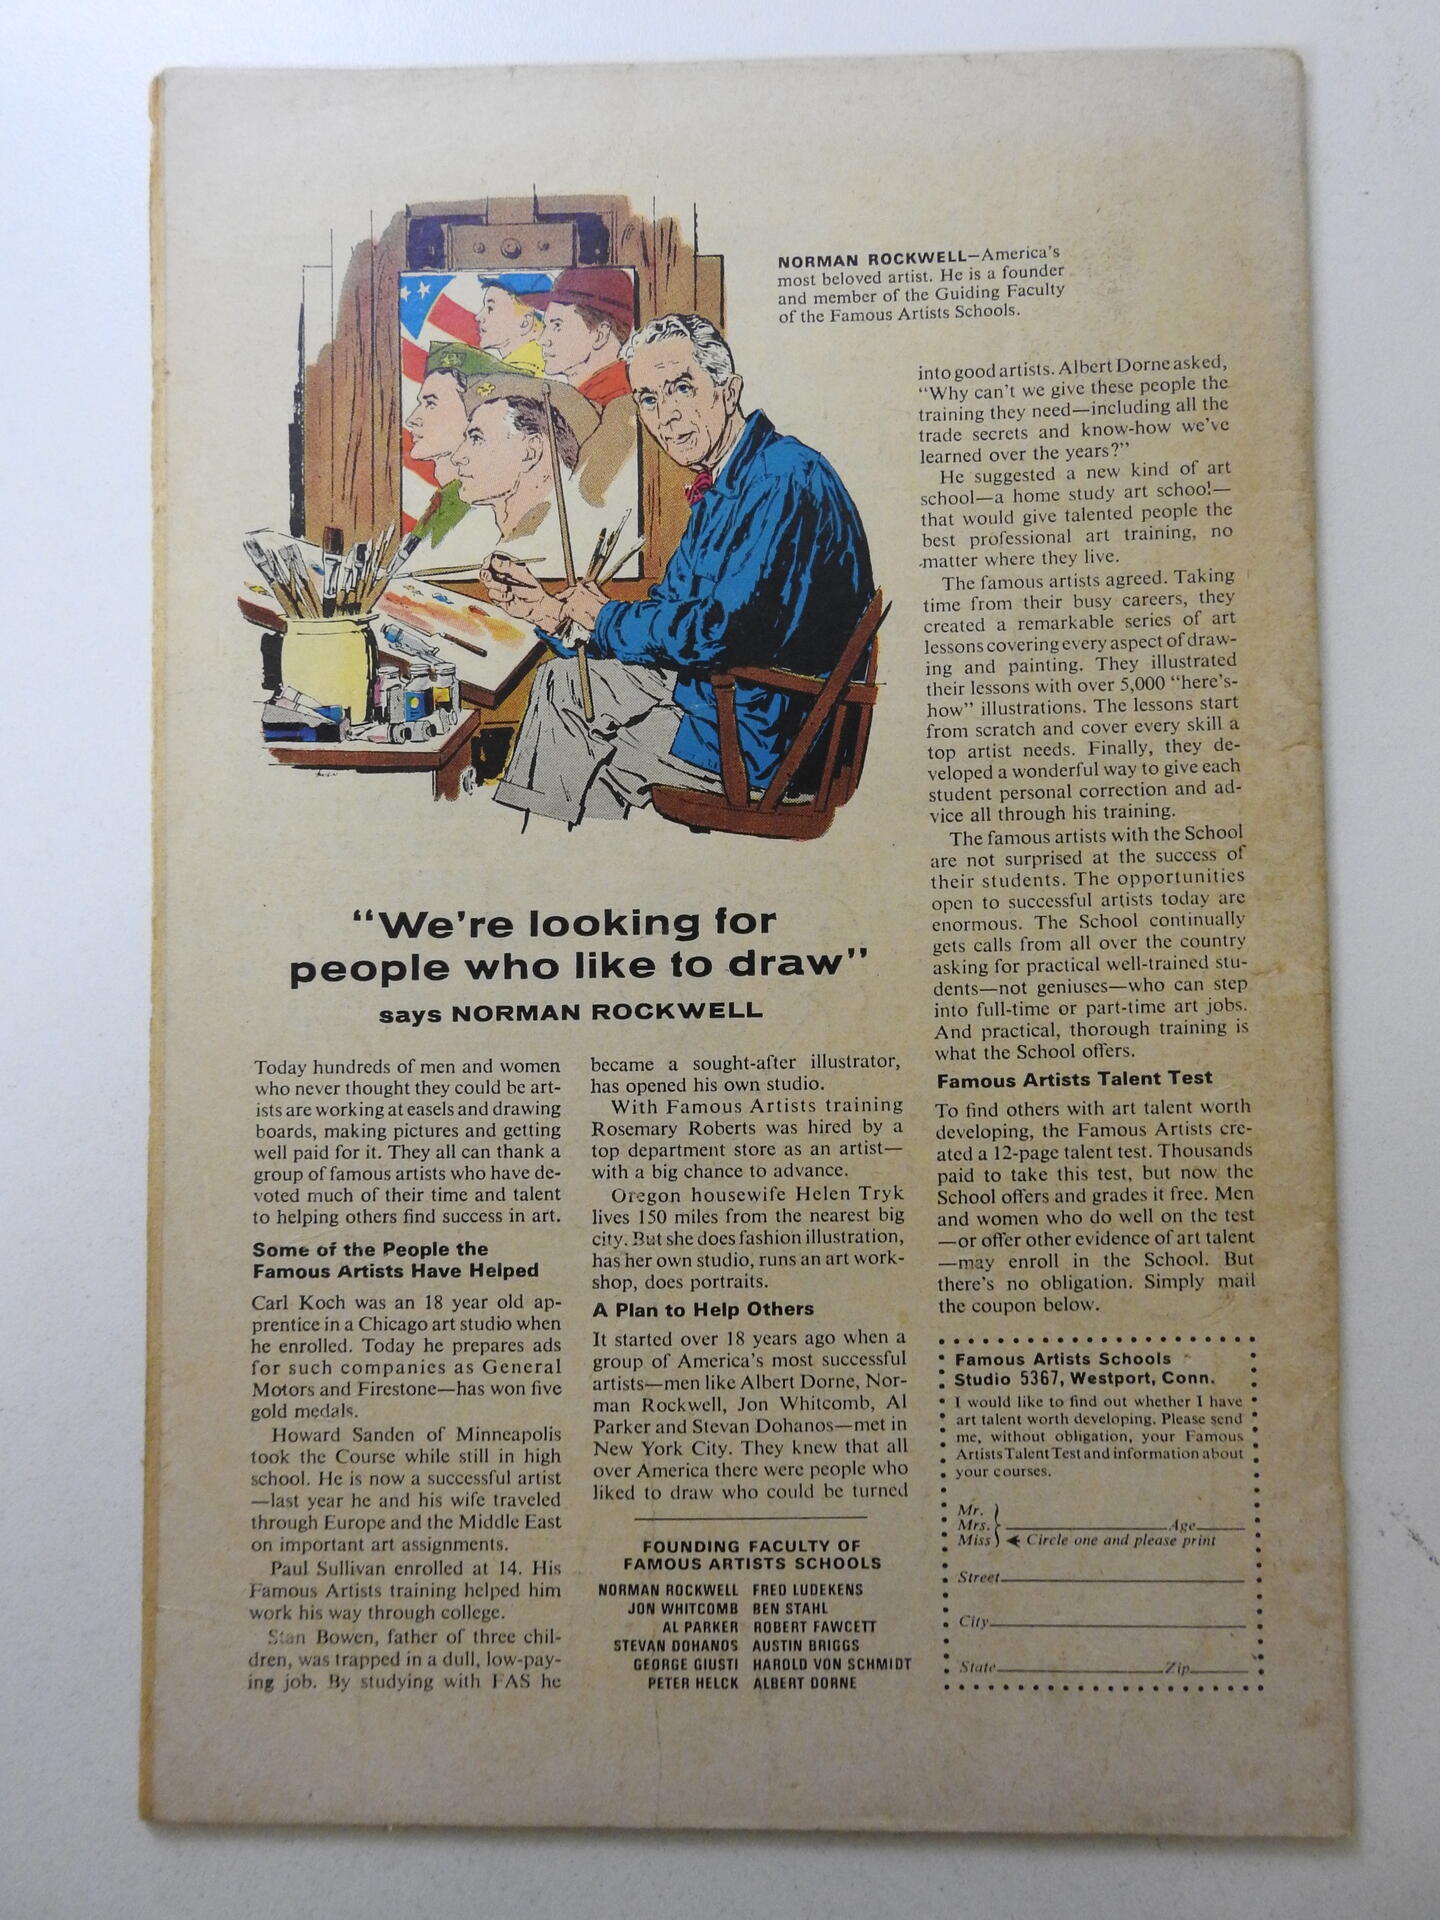 NORMAN ROCKWELL—America's
most beloved artist. He is a founder
and member of the Guiding Faculty
of the Famous Artists Schools.
"We're looking for
people who like to draw"
says NORMAN ROCKWELL
Today hundreds of men and women
who never thought they could be art-
ists are working at easels and drawing
boards, making pictures and getting
well paid for it. They all can thank a
group of famous artists who have de-
voted much of their time and talent
to helping others find success in art.
Some of the People the
Famous Artists Have Helped
Carl Koch was an 18 year old ap-
prentice in a Chicago art studio when
he enrolled. Today he prepares ads
for such companies as General
Motors and Firestone—has won five
gold medals.
Howard Sanden of Minneapolis
took the Course while still in high
school. He is now a successful artist
—last year he and his wife traveled
through Europe and the Middle East
on important art assignments.
Paul Sullivan enrolled at 14. His
Famous Artists training helped him
work his way through college.
Stan Bowen, father of three chil-
dren, was trapped in a dull, low-pay-
ing job. By studying with FAS he
became a sought-after illustrator,
has opened his own studio.
With Famous Artists training
Rosemary Roberts was hired by a
top department store as an artist—
with a big chance to advance.
Oregon housewife Helen Tryk
lives 150 miles from the nearest big
city. But she does fashion illustration,
has her own studio, runs an art work-
shop, does portraits.
A Plan to Help Others
It started over 18 years ago when a
group of America's most successful
artists—men like Albert Dorne, Nor-
man Rockwell, Jon Whitcomb, Al
Parker and Stevan Dohanos—met in
New York City. They knew that all
over America there were people who
liked to draw who could be turned
FOUNDING FACULTY OF
FAMOUS ARTISTS SCHOOLS
NORMAN ROCKWELL FRED LUDEKENS
JON WHITCOMB BEN STAHL
AL PARKER ROBERT FAWCETT
STEVAN DOHANOS AUSTIN BRIGGS
GEORGE GIUSTI HAROLD VON SCHMIDT
PETER HELCK ALBERT DORNE
into good artists. Albert Dorne asked,
"Why can't we give these people the
training they need—including all the
trade secrets and know-how we've
learned over the years?"
He suggested a new kind of art
school—a home study art school—
that would give talented people the
best professional art training, no
matter where they live.
The famous artists agreed. Taking
time from their busy careers, they
created a remarkable series of art
lessons covering every aspect of draw-
ing and painting. They illustrated
their lessons with over 5,000 "here's-
how" illustrations. The lessons start
from scratch and cover every skill a
top artist needs. Finally, they de-
veloped a wonderful way to give each
student personal correction and ad-
vice all through his training.
The famous artists with the School
are not surprised at the success of
their students. The opportunities
open to successful artists today are
enormous. The School continually
gets calls from all over the country
asking for practical well-trained stu-
dents—not geniuses—who can step
into full-time or part-time art jobs.
And practical, thorough training is
what the School offers.
Famous Artists Talent Test
To find others with art talent worth
developing, the Famous Artists cre-
ated a 12-page talent test. Thousands
paid to take this test, but now the
School offers and grades it free. Men
and women who do well on the test
—or offer other evidence of art talent
—may enroll in the School. But
there's no obligation. Simply mail
the coupon below.
Famous Artists Schools
Studio 5367, Westport, Conn.
I would like to find out whether I have
art talent worth developing. Please send
me, without obligation, your Famous
Artists Talent Test and information about
your courses.
Mr.
Mrs. Age
Miss Circle one and please print
Street
City
State Zip